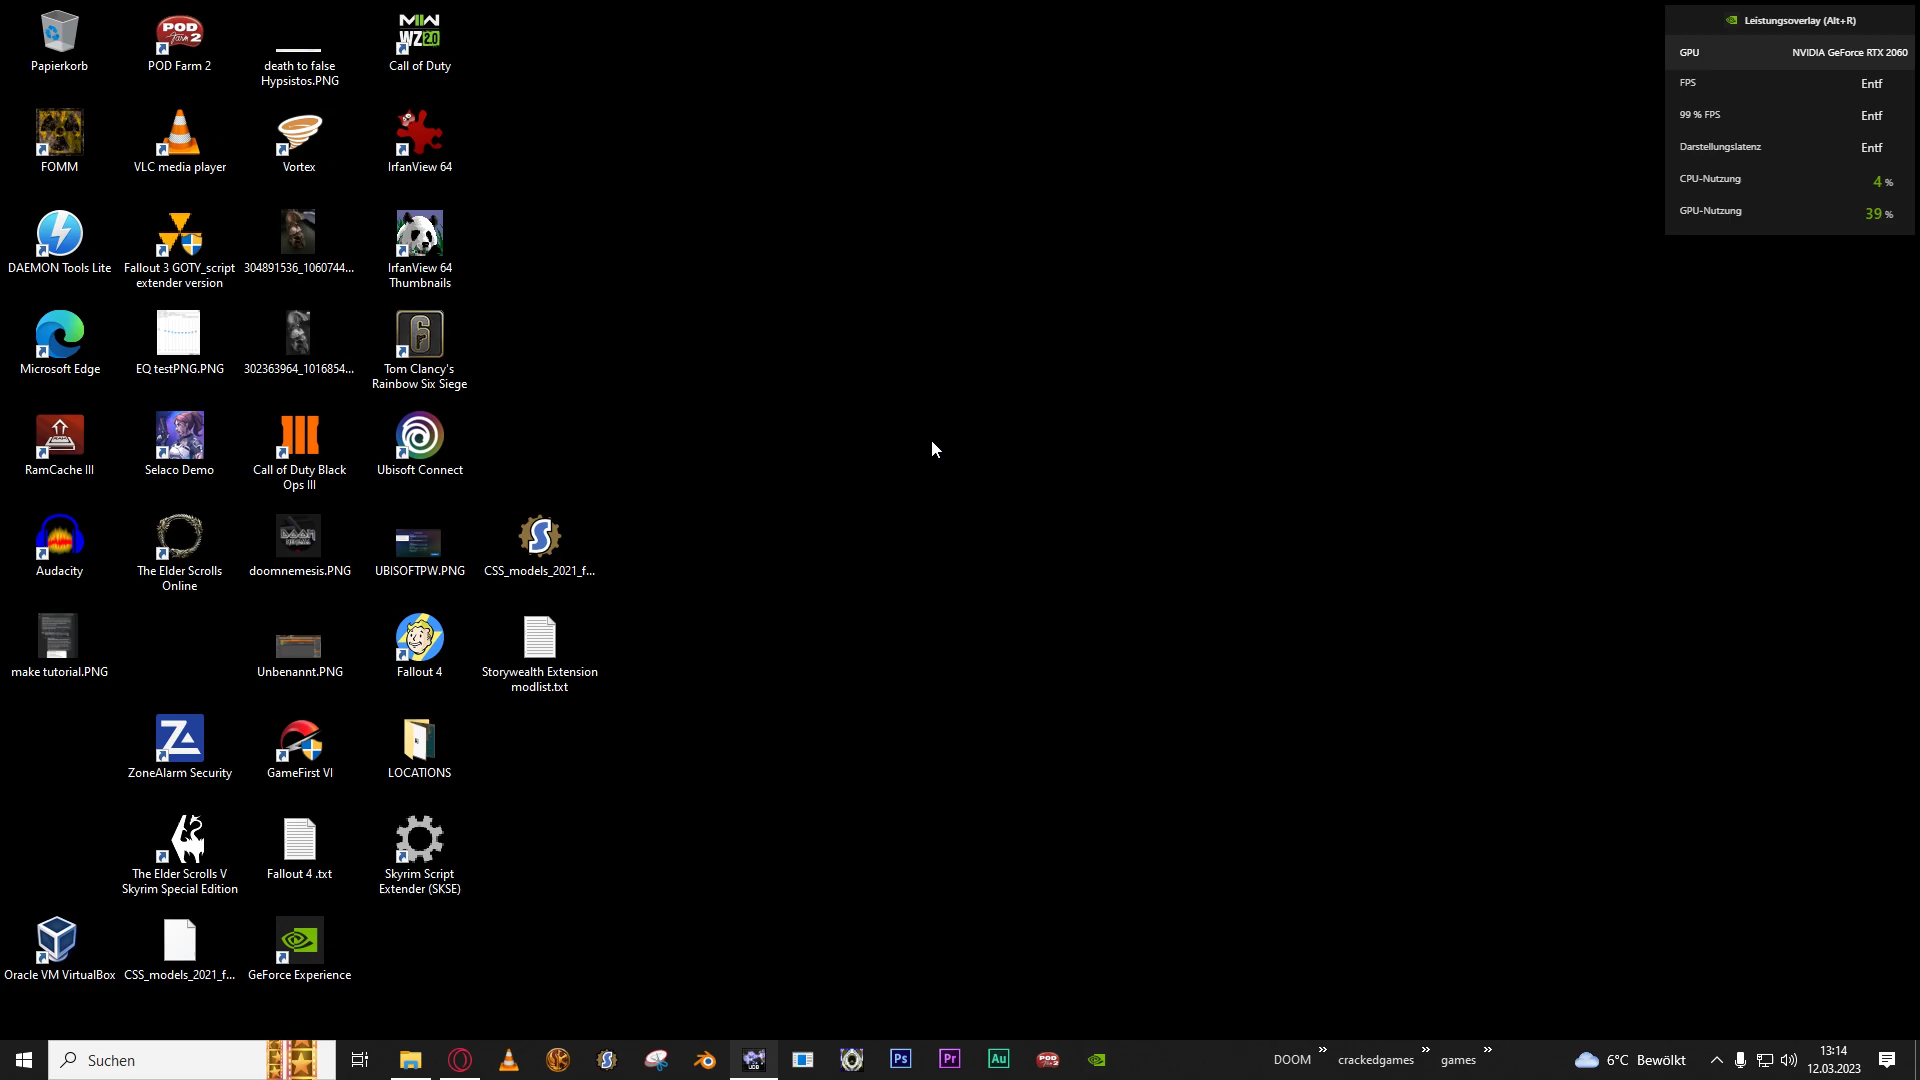 Papierkorb
POD Farm 2
death to false
Hypsistos.PNG
MW
WZ2.0
Call of Duty
FOMM
VLC media player
Vortex
IrfanView 64
DAEMON Tools Lite
Fallout 3 GOTY_script
extender version
304891536_1060744...
IrfanView 64
Thumbnails
Microsoft Edge
EQ testPNG.PNG
302363964_1016854...
Tom Clancy's
Rainbow Six Siege
RamCache III
Selaco Demo
Call of Duty Black
Ops III
Ubisoft Connect
Audacity
The Elder Scrolls
Online
doomnemesis.PNG
UBISOFTPW.PNG
CSS_models_2021_f...
make tutorial.PNG
Unbenannt.PNG
Fallout 4
Storywealth Extension
modlist.txt
ZoneAlarm Security
GameFirst VI
LOCATIONS
The Elder Scrolls V
Skyrim Special Edition
Fallout 4 .txt
Skyrim Script
Extender (SKSE)
Oracle VM VirtualBox
CSS_models_2021_f...
GeForce Experience
Leistungsoverlay (Alt+R)
GPU NVIDIA GeForce RTX 2060
FPS Entf
99 % FPS Entf
Darstellungslatenz Entf
CPU-Nutzung 4 %
GPU-Nutzung 39 %
Suchen
Ps
Pr
Au
DOOM
crackedgames
games
6°C Bewölkt
13:14
12.03.2023